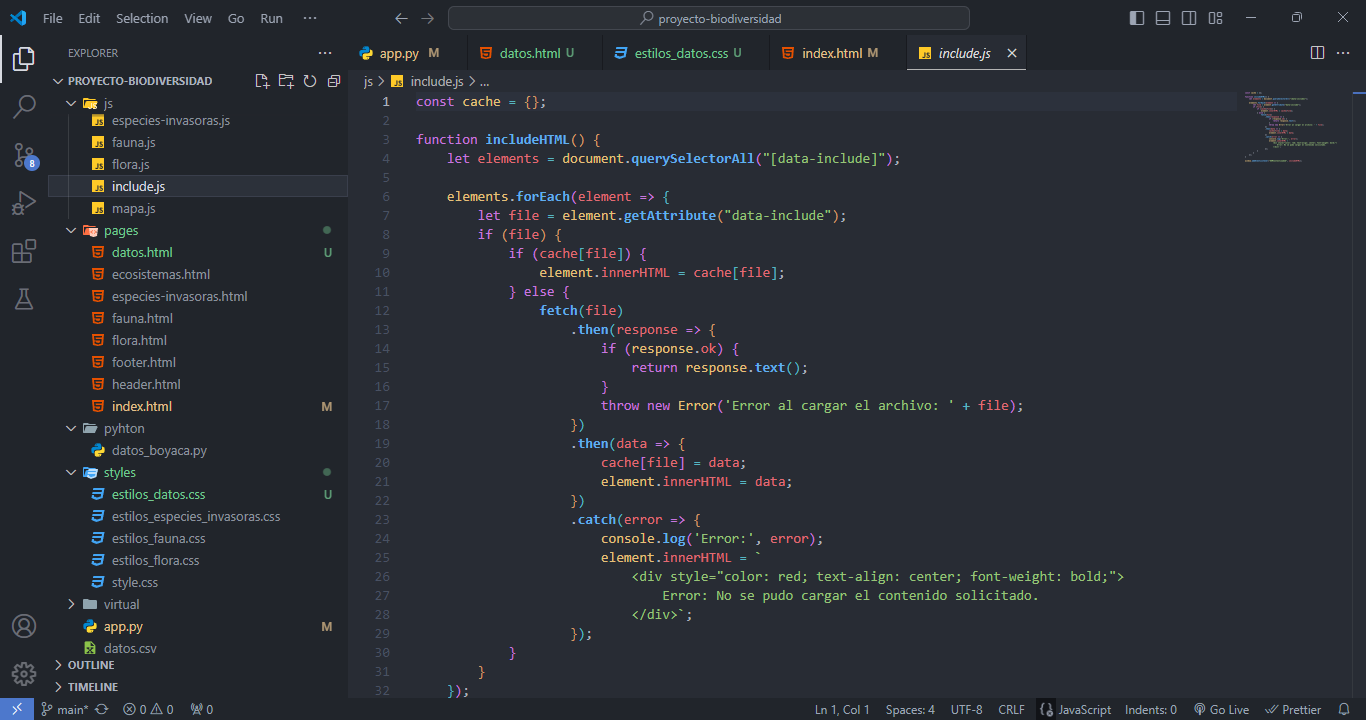 File Edit Selection View Go Run ··· proyecto-biodiversidad
EXPLORER ···
PROYECTO-BIODIVERSIDAD
js
especies-invasoras.js
fauna.js
flora.js
include.js
mapa.js
pages
datos.html U
ecosistemas.html
especies-invasoras.html
fauna.html
flora.html
footer.html
header.html
index.html M
pyhton
datos_boyaca.py
styles
estilos_datos.css U
estilos_especies_invasoras.css
estilos_fauna.css
estilos_flora.css
style.css
virtual
app.py M
datos.csv
OUTLINE
TIMELINE
8
app.py M datos.html U estilos_datos.css U index.html M include.js
js > include.js > ...
1 const cache = {};
2
3 function includeHTML() {
4 let elements = document.querySelectorAll("[data-include]");
5
6 elements.forEach(element => {
7 let file = element.getAttribute("data-include");
8 if (file) {
9 if (cache[file]) {
10 element.innerHTML = cache[file];
11 } else {
12 fetch(file)
13 .then(response => {
14 if (response.ok) {
15 return response.text();
16 }
17 throw new Error('Error al cargar el archivo: ' + file);
18 })
19 .then(data => {
20 cache[file] = data;
21 element.innerHTML = data;
22 })
23 .catch(error => {
24 console.log('Error:', error);
25 element.innerHTML = `
26 <div style="color: red; text-align: center; font-weight: bold;">
27 Error: No se pudo cargar el contenido solicitado.
28 </div>`;
29 });
30 }
31 }
32 });
main* 0 0 0 Ln 1, Col 1 Spaces: 4 UTF-8 CRLF JavaScript Indents: 0 Go Live Prettier